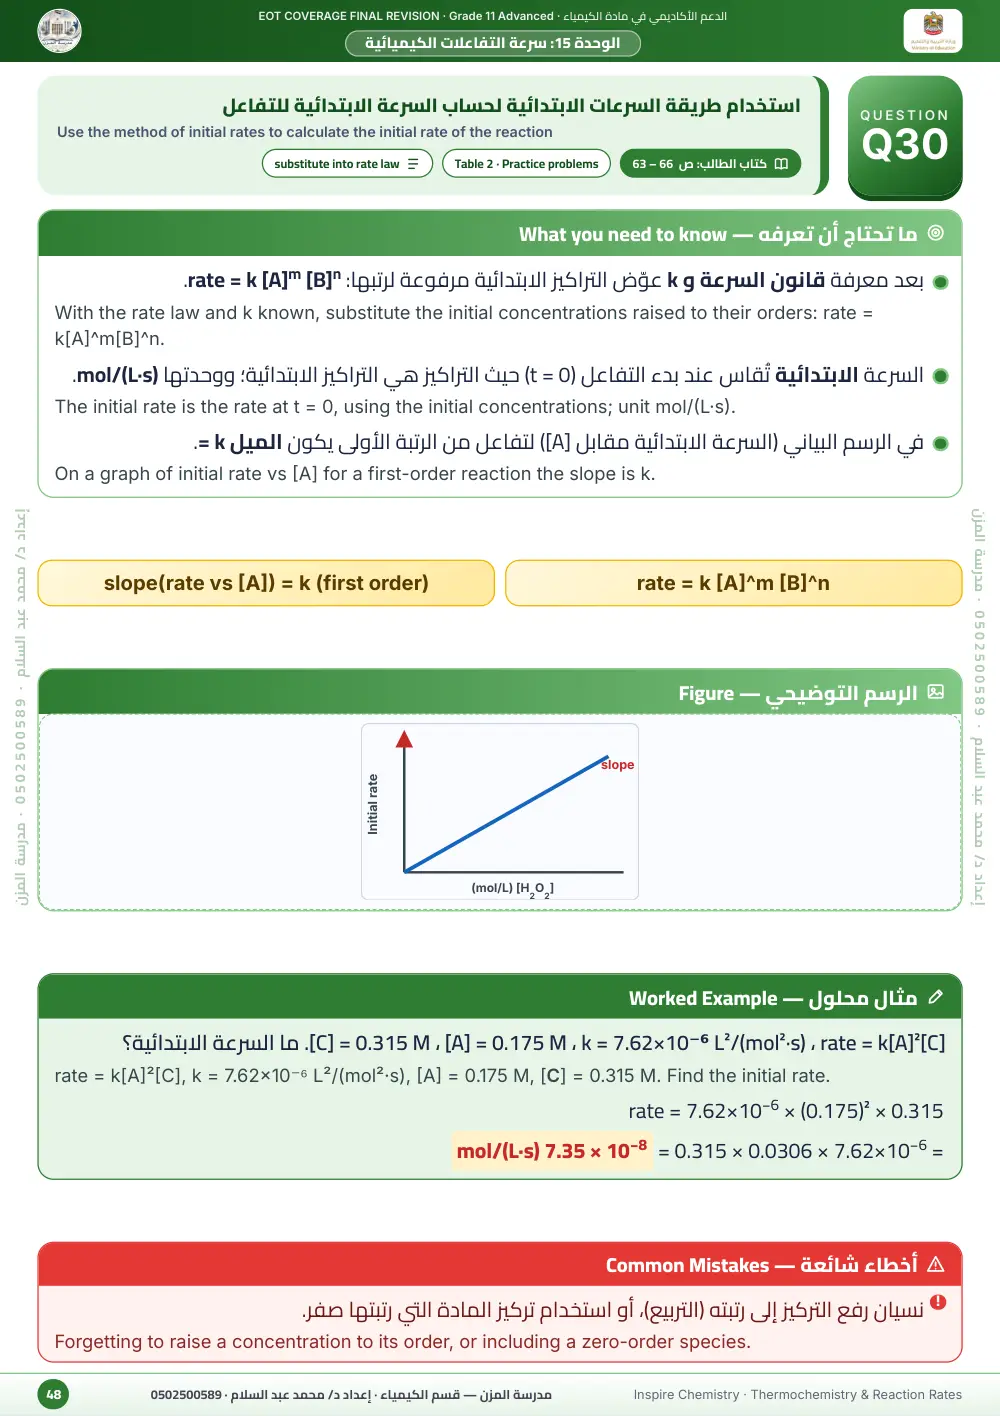 EOT COVERAGE FINAL REVISION · Grade 11 Advanced · الدعم الأكاديمي في مادة الكيمياء
الوحدة 15: سرعة التفاعلات الكيميائية
Ministry of Education
QUESTION
Q30
استخدام طريقة السرعات الابتدائية لحساب السرعة الابتدائية للتفاعل
Use the method of initial rates to calculate the initial rate of the reaction
كتاب الطالب: ص 66 – 63
Table 2 · Practice problems
substitute into rate law
ما تحتاج أن تعرفه — What you need to know
بعد معرفة قانون السرعة و k عوّض التراكيز الابتدائية مرفوعة لرتبها: rate = k [A]ᵐ [B]ⁿ.
With the rate law and k known, substitute the initial concentrations raised to their orders: rate =
k[A]^m[B]^n.
السرعة الابتدائية تُقاس عند بدء التفاعل (t = 0) حيث التراكيز هي التراكيز الابتدائية؛ ووحدتها mol/(L·s).
The initial rate is the rate at t = 0, using the initial concentrations; unit mol/(L·s).
في الرسم البياني (السرعة الابتدائية مقابل [A]) لتفاعل من الرتبة الأولى يكون الميل k =.
On a graph of initial rate vs [A] for a first-order reaction the slope is k.
rate = k [A]^m [B]^n
slope(rate vs [A]) = k (first order)
الرسم التوضيحي — Figure
slope
Initial rate
(mol/L) [H₂O₂]
مثال محلول — Worked Example
rate = k[A]²[C] ، k = 7.62×10⁻⁶ L²/(mol²·s) ، [A] = 0.175 M ، [C] = 0.315 M. ما السرعة الابتدائية؟
rate = k[A]²[C], k = 7.62×10⁻⁶ L²/(mol²·s), [A] = 0.175 M, [C] = 0.315 M. Find the initial rate.
rate = 7.62×10⁻⁶ × (0.175)² × 0.315
mol/(L·s) 7.35 × 10⁻⁸ = 0.315 × 0.0306 × 7.62×10⁻⁶ =
أخطاء شائعة — Common Mistakes
نسيان رفع التركيز إلى رتبته (التربيع)، أو استخدام تركيز المادة التي رتبتها صفر.
Forgetting to raise a concentration to its order, or including a zero-order species.
إعداد د/ محمد عبد السلام · 0502500589 · مدرسة المزن
إعداد د/ محمد عبد السلام · 0502500589 · مدرسة المزن
48
مدرسة المزن — قسم الكيمياء · إعداد د/ محمد عبد السلام · 0502500589
Inspire Chemistry · Thermochemistry & Reaction Rates